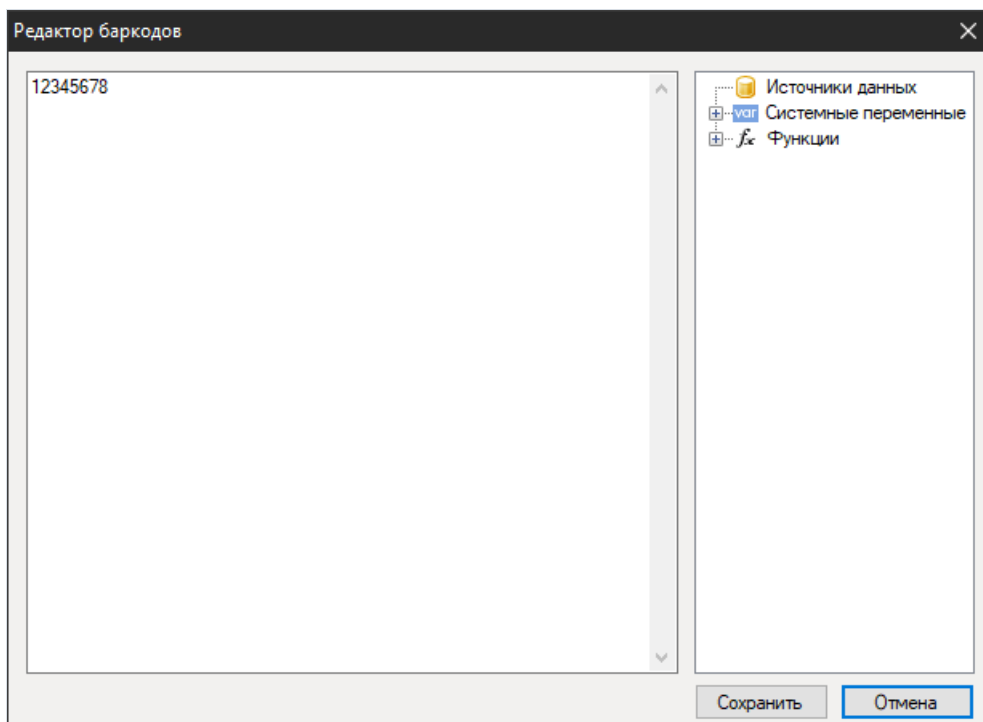 Редактор баркодов
12345678
Источники данных
var Системные переменные
fx Функции
Сохранить Отмена